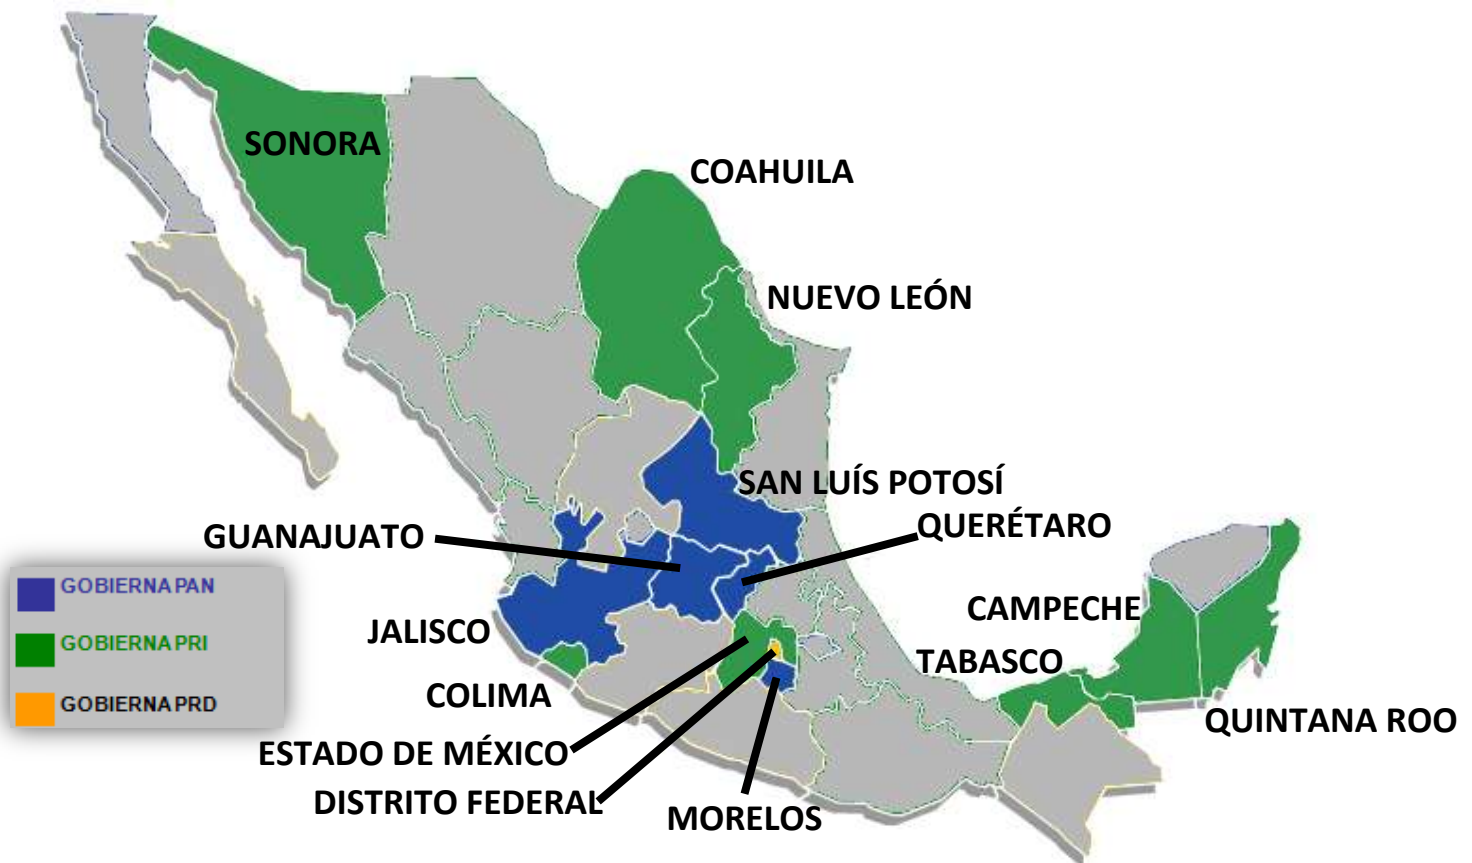 SONORA
COAHUILA
NUEVO LEÓN
SAN LUÍS POTOSÍ
GUANAJUATO
QUERÉTARO
GOBIERNA PAN
GOBIERNA PRI
GOBIERNA PRD
JALISCO
CAMPECHE
TABASCO
COLIMA
QUINTANA ROO
ESTADO DE MÉXICO
DISTRITO FEDERAL
MORELOS